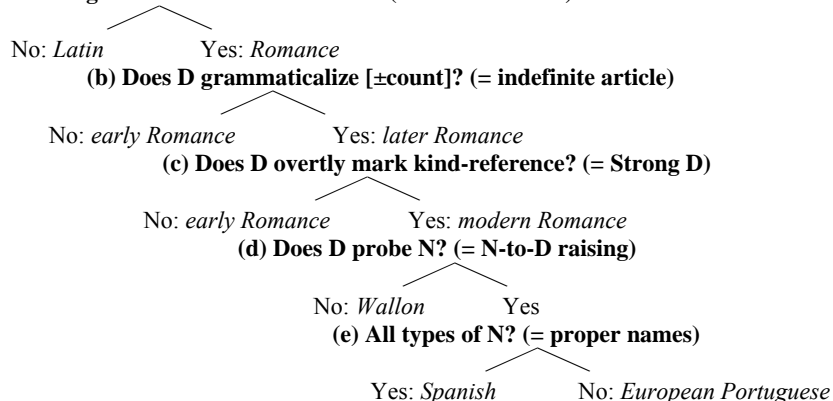 No: Latin Yes: Romance
(b) Does D grammaticalize [±count]? (= indefinite article)
No: early Romance Yes: later Romance
(c) Does D overtly mark kind-reference? (= Strong D)
No: early Romance Yes: modern Romance
(d) Does D probe N? (= N-to-D raising)
No: Wallon Yes
(e) All types of N? (= proper names)
Yes: Spanish No: European Portuguese